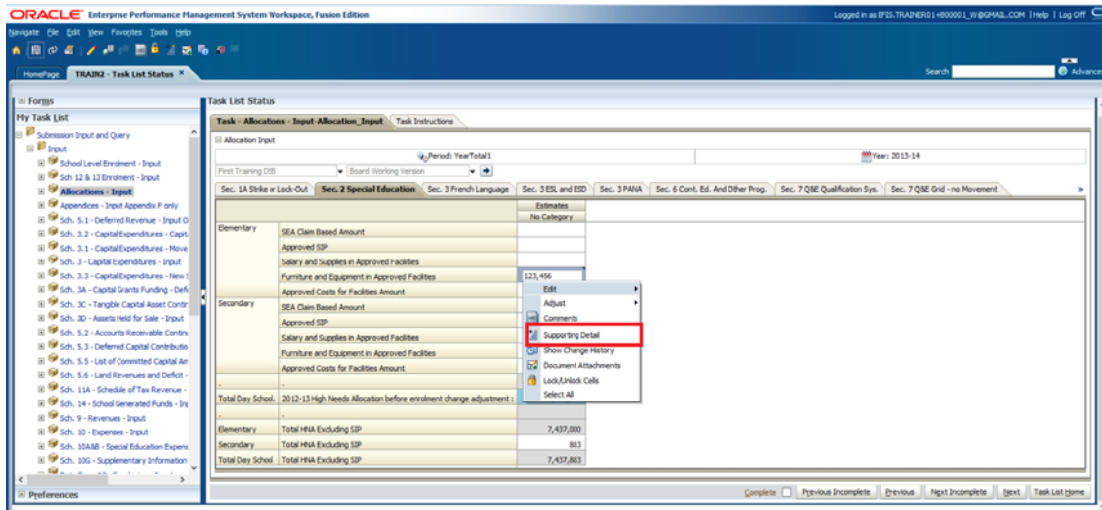 ORACLE Enterprise Performance Management System Workspace, Fusion Edition
Logged in as EFIS.TRAINER01+800001_W@GMAIL.COM | Help | Log Off
Navigate File Edit View Favorites Tools Help
HomePage TRAIN2 - Task List Status × Search Advance
Forms
My Task List
Submission Input and Query
Input
School Level Enrolment - Input
Sch 12 & 13 Enrolment - Input
Allocations - Input
Appendices - Input Appendix F only
Sch. 5.1 - Deferred Revenue - Input O
Sch. 3.2 - CapitalExpenditures - Capit
Sch. 3.1 - CapitalExpenditures - Move
Sch. 3 - Capital Expenditures - Input
Sch. 3.3 - CapitalExpenditures - New
Sch. 3A - Capital Grants Funding - Defi
Sch. 3C - Tangible Capital Asset Contin
Sch. 3D - Assets Held for Sale - Input
Sch. 5.2 - Accounts Receivable Contin
Sch. 5.3 - Deferred Capital Contributio
Sch. 5.5 - List of Committed Capital Am
Sch. 5.6 - Land Revenues and Deficit -
Sch. 11A - Schedule of Tax Revenue -
Sch. 14 - School Generated Funds - Inp
Sch. 9 - Revenues - Input
Sch. 10 - Expenses - Input
Sch. 10A&B - Special Education Expens
Sch. 10G - Supplementary Information
Preferences
Task List Status
Task - Allocations - Input-Allocation_Input Task Instructions
Allocation Input
Period: YearTotal1 Year: 2013-14
First Training DSB Board Working Version
Sec. 1A Strike or Lock-Out Sec. 2 Special Education Sec. 3 French Language Sec. 3 ESL and ESD Sec. 3 PANA Sec. 6 Cont. Ed. And Other Prog. Sec. 7 Q&E Qualification Sys. Sec. 7 Q&E Grid - no Movement »
Estimates
No Category
Elementary SEA Claim Based Amount
Approved SIP
Salary and Supplies in Approved Facilities
Furniture and Equipment in Approved Facilities 123,456
Approved Costs for Facilities Amount
Secondary SEA Claim Based Amount
Approved SIP
Salary and Supplies in Approved Facilities
Furniture and Equipment in Approved Facilities
Approved Costs for Facilities Amount
. .
Total Day School. 2012-13 High Needs Allocation before enrolment change adjustment :
. .
Elementary Total HNA Excluding SIP 7,437,000
Secondary Total HNA Excluding SIP 883
Total Day School Total HNA Excluding SIP 7,437,883
Edit
Adjust
Comments
Supporting Detail
Show Change History
Document Attachments
Lock/Unlock Cells
Select All
Complete Previous Incomplete Previous Next Incomplete Next Task List Home